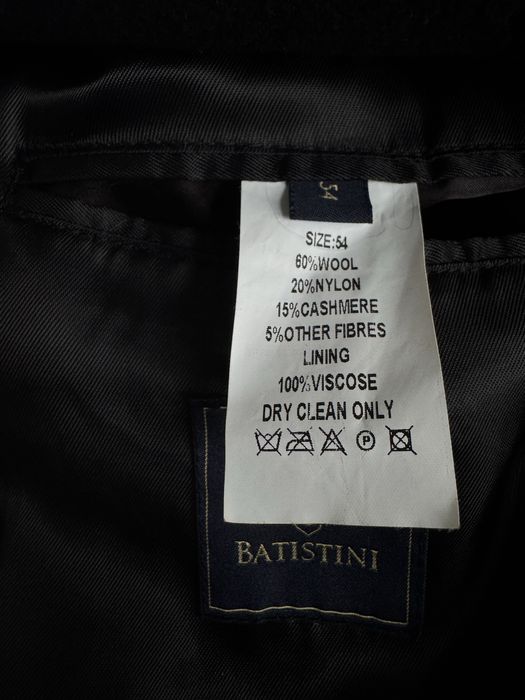 54
SIZE:54
60%WOOL
20%NYLON
15%CASHMERE
5%OTHER FIBRES
LINING
100%VISCOSE
DRY CLEAN ONLY
P
BATISTINI